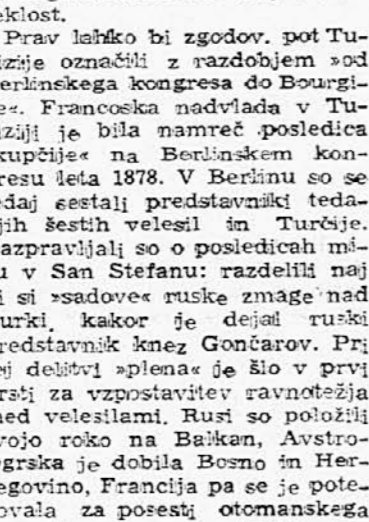 eklost.
Prav lahko bi zgodov. pot Tu-
izije označili z razdobjem »od
erlinskega kongresa do Bourgi-
e«. Francoska nadvlada v Tu-
iziji je bila namreč posledica
kupčije« na Berlinskem kon-
resu leta 1878. V Berlinu so se
edaj sestali predstavniki teda-
jih šestih velesil in Turčije.
azpravljali so o posledicah mi-
u v San Stefanu: razdelili naj
i si »sadove« ruske zmage nad
urki, kakor je dejal ruski
redstavnik knez Gončarov. Pri
ej delitvi »plena« je šlo v prvi
rsti za vzpostavitev ravnotežja
ned velesilami. Rusi so položili
vojo roko na Balkan, Avstro-
grska je dobila Bosno in Her-
egovino, Francija pa se je pote-
ovala za posesti otomanskega